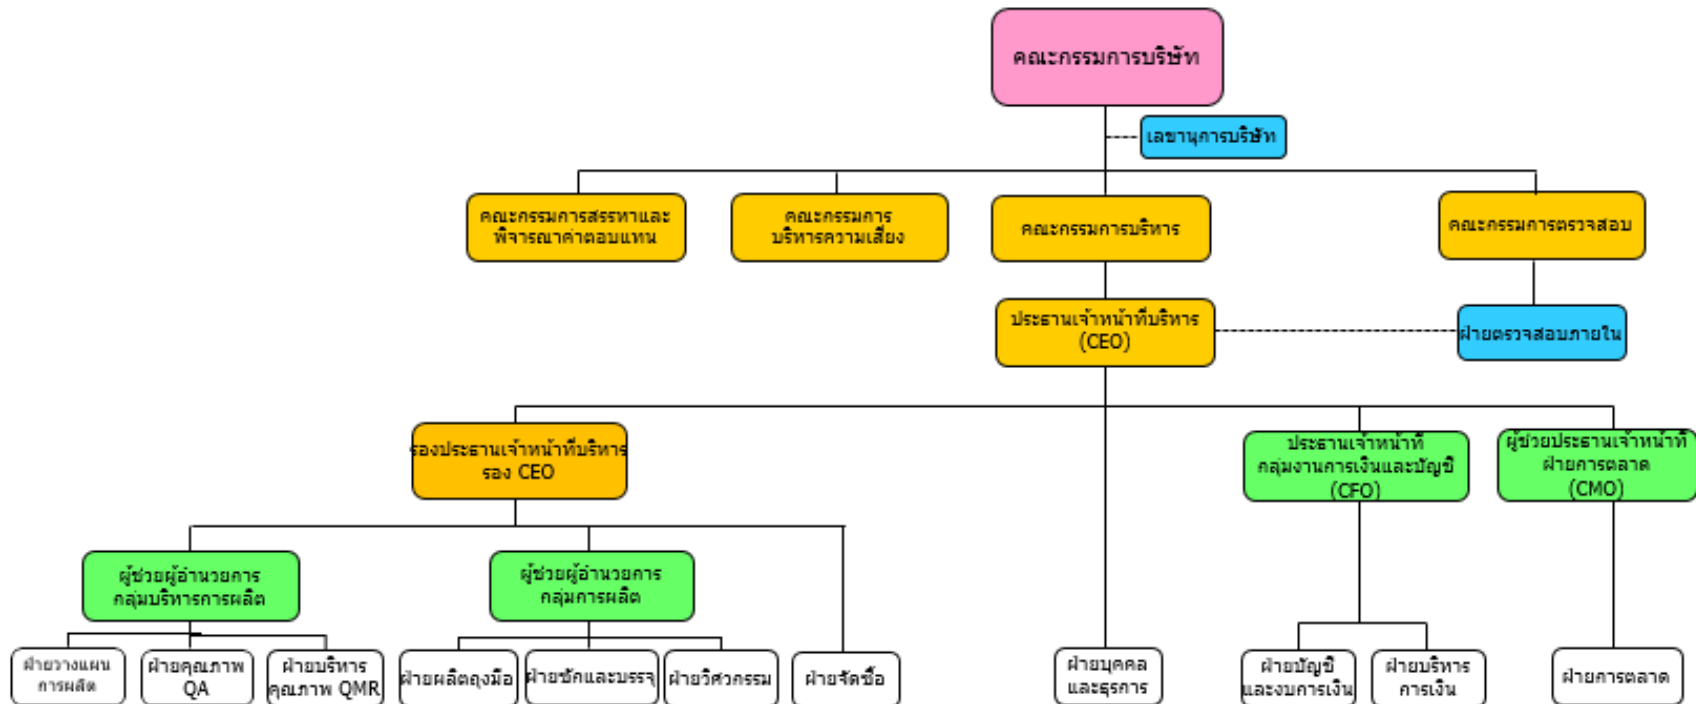 คณะกรรมการบริษัท
เลขานุการบริษัท
คณะกรรมการสรรหาและ
พิจารณาค่าตอบแทน
คณะกรรมการ
บริหารความเสี่ยง
คณะกรรมการบริหาร
คณะกรรมการตรวจสอบ
ประธานเจ้าหน้าที่บริหาร
(CEO)
ฝ่ายตรวจสอบภายใน
รองประธานเจ้าหน้าที่บริหาร
รอง CEO
ประธานเจ้าหน้าที่
กลุ่มงานการเงินและบัญชี
(CFO)
ผู้ช่วยประธานเจ้าหน้าที่
ฝ่ายการตลาด
(CMO)
ผู้ช่วยผู้อำนวยการ
กลุ่มบริหารการผลิต
ผู้ช่วยผู้อำนวยการ
กลุ่มการผลิต
ฝ่ายวางแผน
การผลิต
ฝ่ายคุณภาพ
QA
ฝ่ายบริหาร
คุณภาพ QMR
ฝ่ายผลิตถุงมือ
ฝ่ายซักและบรรจุ
ฝ่ายวิศวกรรม
ฝ่ายจัดซื้อ
ฝ่ายบุคคล
และธุรการ
ฝ่ายบัญชี
และงบการเงิน
ฝ่ายบริหาร
การเงิน
ฝ่ายการตลาด